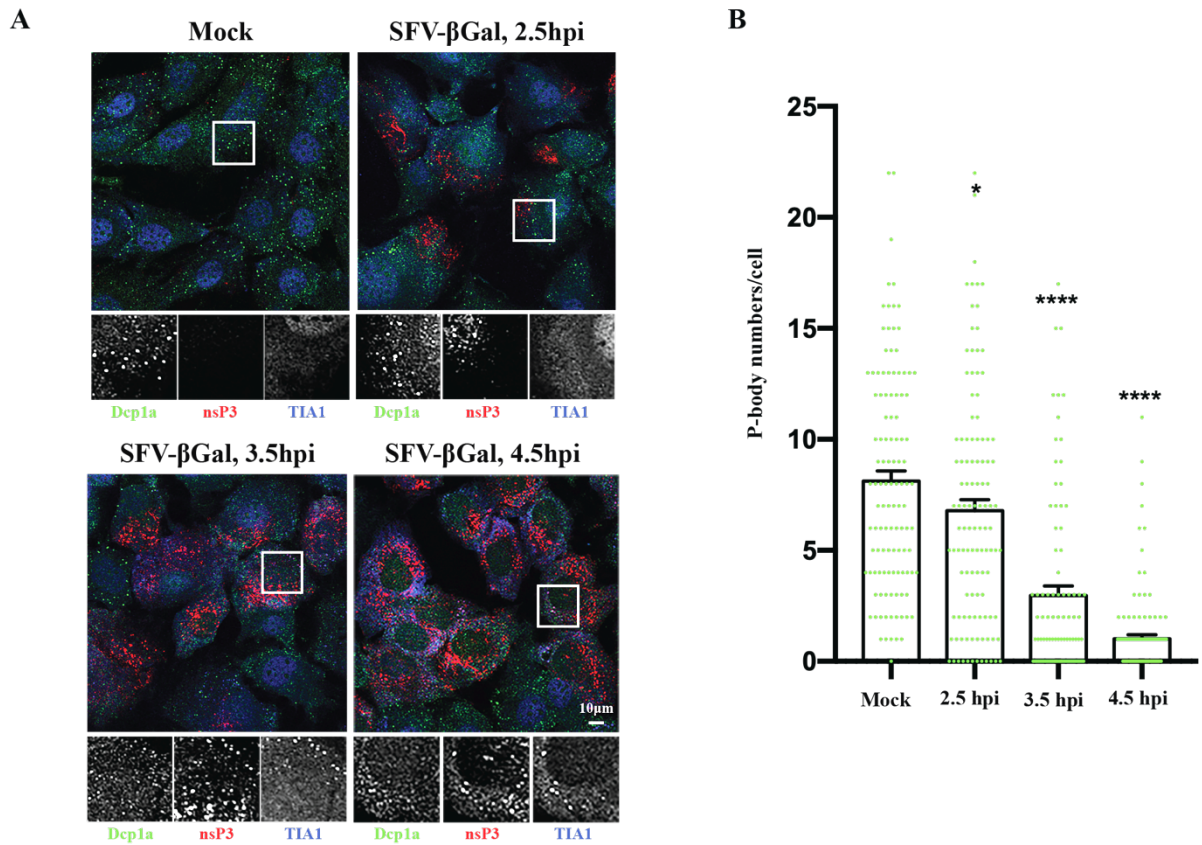 A
Mock
SFV-βGal, 2.5hpi
Dcp1a nsP3 TIA1
Dcp1a nsP3 TIA1
SFV-βGal, 3.5hpi
SFV-βGal, 4.5hpi
10μm
Dcp1a nsP3 TIA1
Dcp1a nsP3 TIA1
B
P-body numbers/cell
25
20
15
10
5
0
*
****
****
Mock
2.5 hpi
3.5 hpi
4.5 hpi